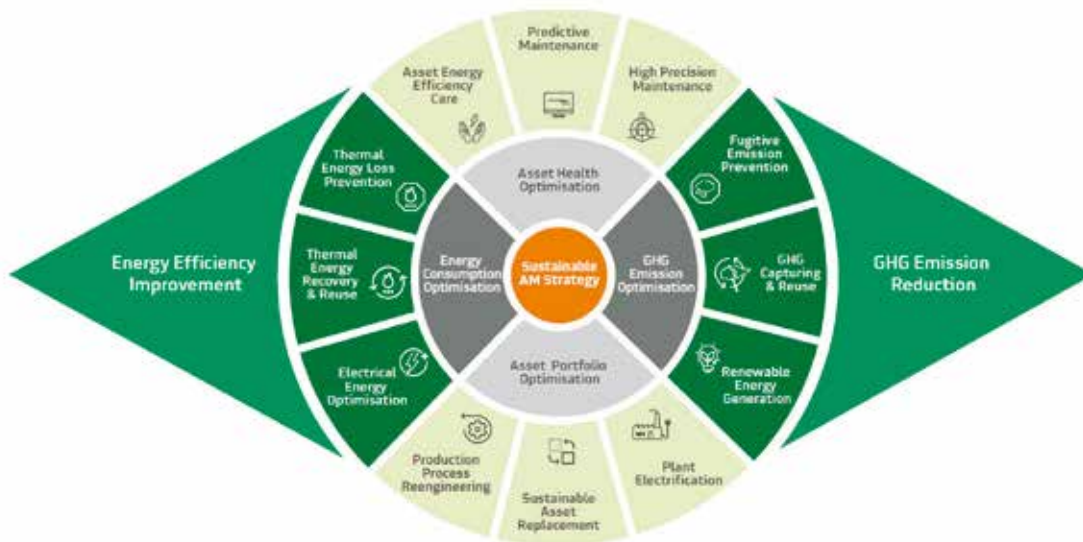 Predictive
Maintenance
Asset Energy
Efficiency
Care
High Precision
Maintenance
Thermal
Energy Loss
Prevention
Asset Health
Optimisation
Fugitive
Emission
Prevention
Energy Efficiency
Improvement
Thermal
Energy
Recovery
& Reuse
Energy
Consumption
Optimisation
Sustainable
AM Strategy
GHG
Emission
Optimisation
GHG
Capturing
& Reuse
GHG Emission
Reduction
Electrical
Energy
Optimisation
Asset Portfolio
Optimisation
Renewable
Energy
Generation
Production
Process
Reengineering
Sustainable
Asset
Replacement
Plant
Electrification